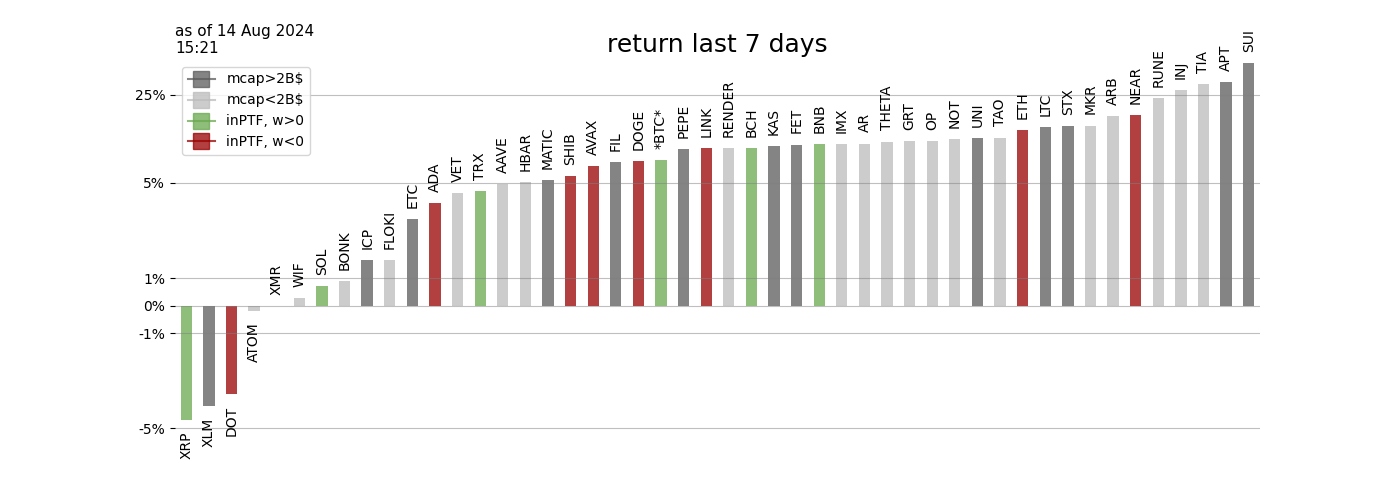 as of 14 Aug 2024
15:21
return last 7 days
mcap>2B$
mcap<2B$
inPTF, w>0
inPTF, w<0
25%
5%
1%
0%
-1%
-5%
XRP
XLM
DOT
ATOM
XMR
WIF
SOL
BONK
ICP
FLOKI
ETC
ADA
VET
TRX
AAVE
HBAR
MATIC
SHIB
AVAX
FIL
DOGE
*BTC*
PEPE
LINK
RENDER
BCH
KAS
FET
BNB
IMX
AR
THETA
GRT
OP
NOT
UNI
TAO
ETH
LTC
STX
MKR
ARB
NEAR
RUNE
INJ
TIA
APT
SUI